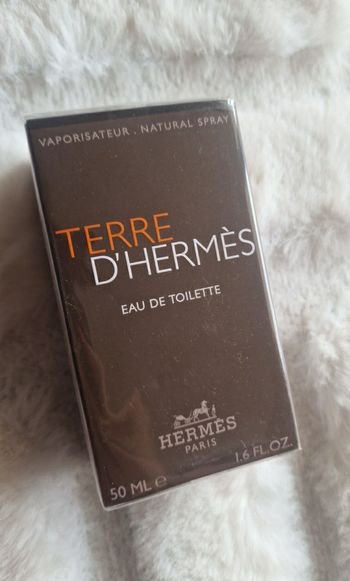 VAPORISATEUR . NATURAL SPRAY
TERRE
D'HERMÈS
EAU DE TOILETTE
HERMÈS
PARIS
50 ML e 1.6 FL.OZ.